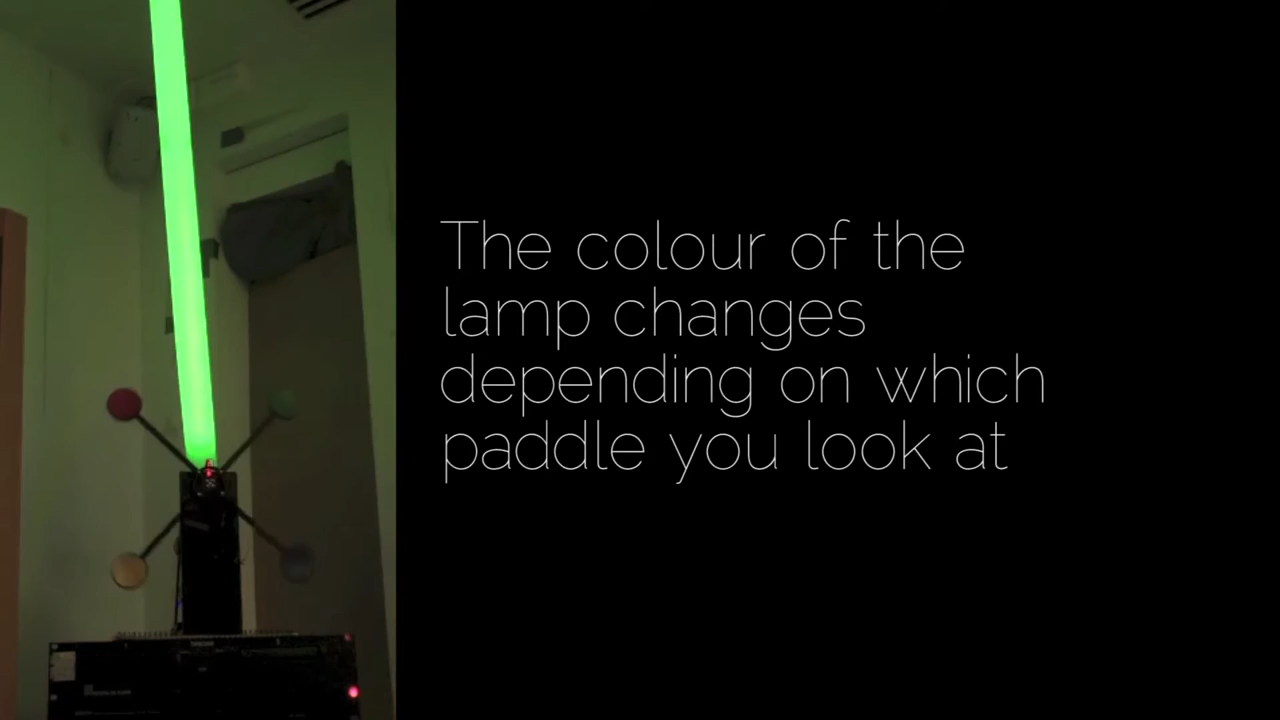 The colour of the
lamp changes
depending on which
paddle you look at